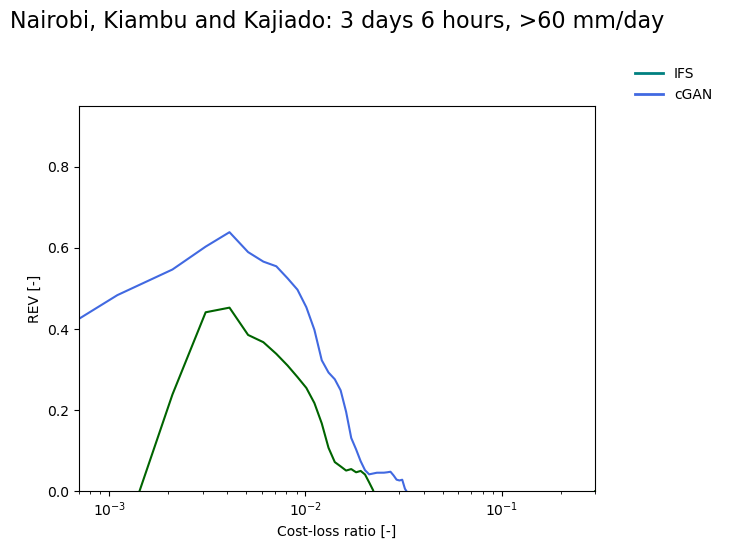 Nairobi, Kiambu and Kajiado: 3 days 6 hours, >60 mm/day
IFS
cGAN
0.8
0.6
0.4
0.2
0.0
REV [-]
10⁻³ 10⁻² 10⁻¹
Cost-loss ratio [-]